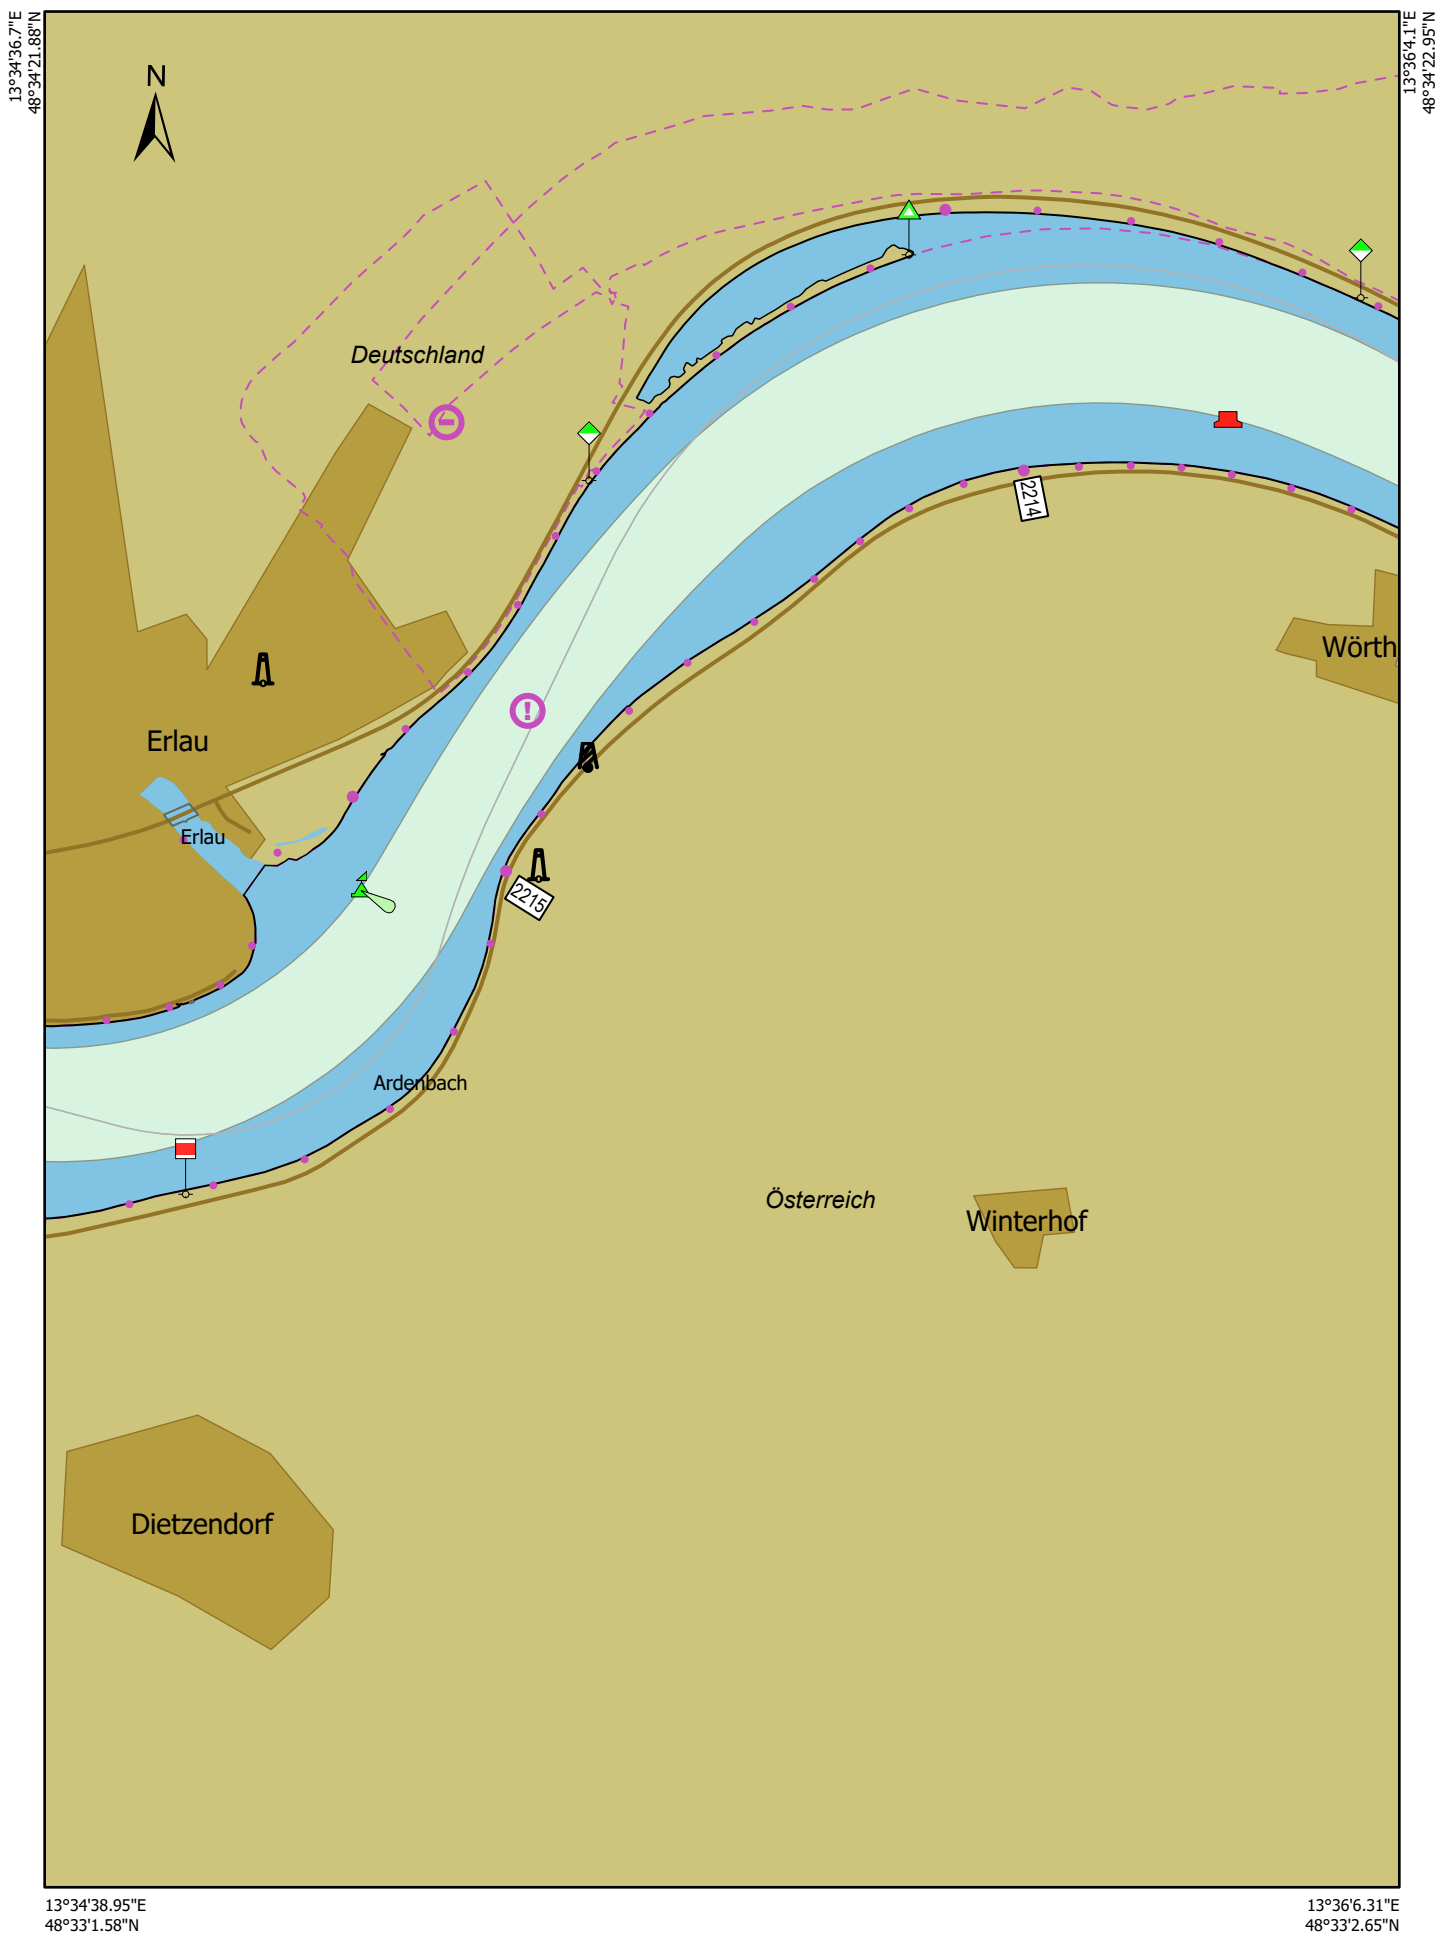 13°34'36.7"E
48°34'21.88"N
13°36'4.1"E
48°34'22.95"N
N
Deutschland
2214
Wörth
Erlau
Erlau
2215
Ardenbach
Österreich
Winterhof
Dietzendorf
13°34'38.95"E
48°33'1.58"N
13°36'6.31"E
48°33'2.65"N